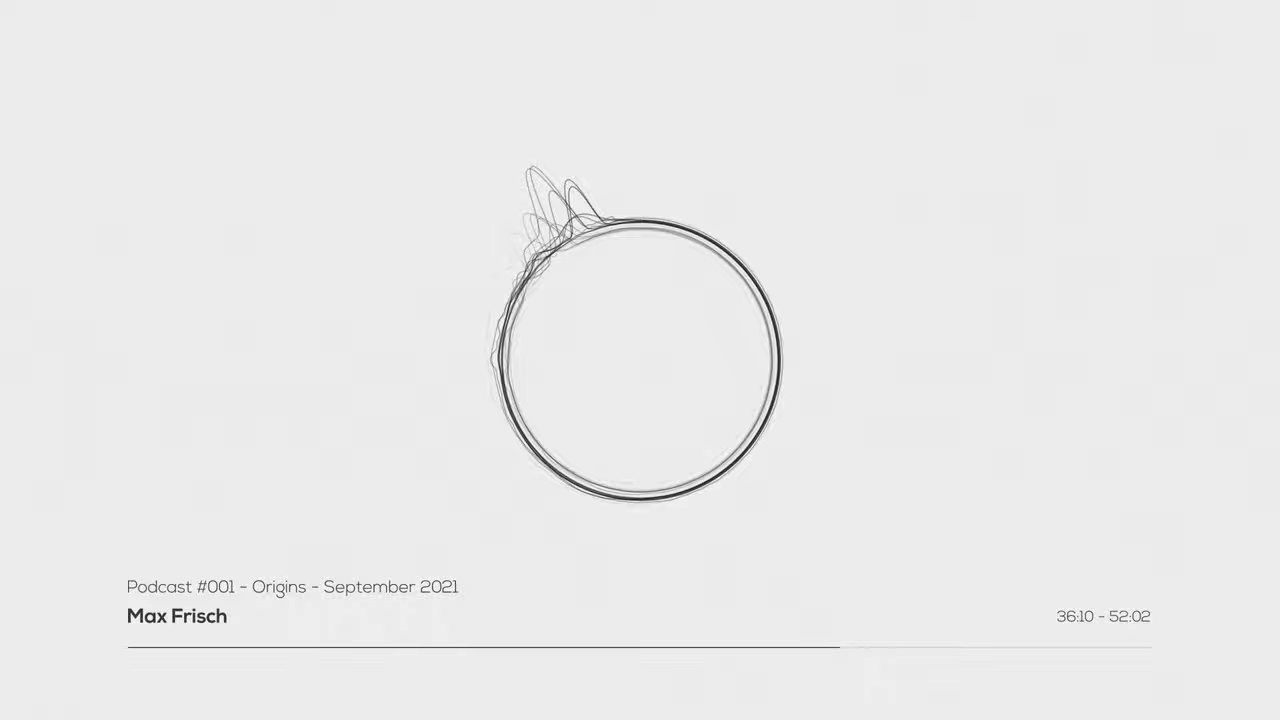 Podcast #001 - Origins - September 2021
Max Frisch
36:10 - 52:02